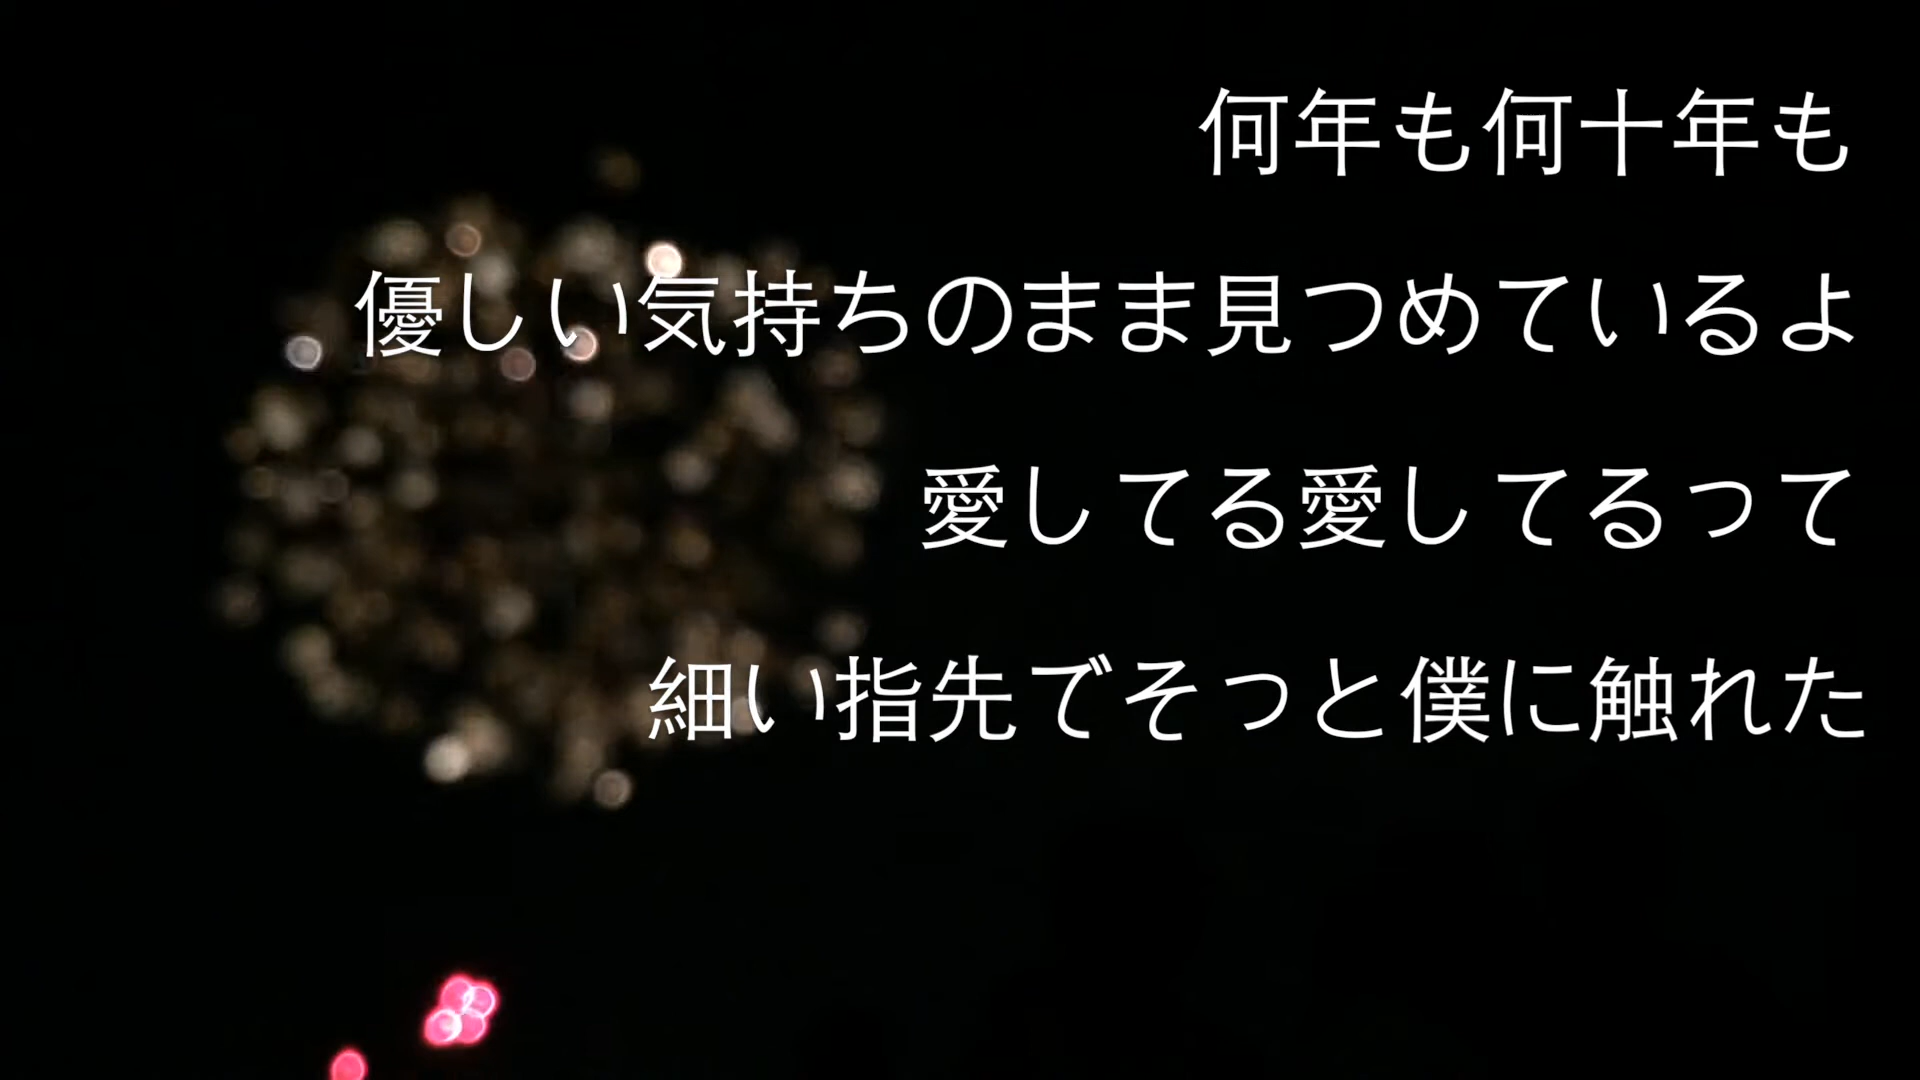 何年も何十年も
優しい気持ちのまま見つめているよ
愛してる愛してるって
細い指先でそっと僕に触れた